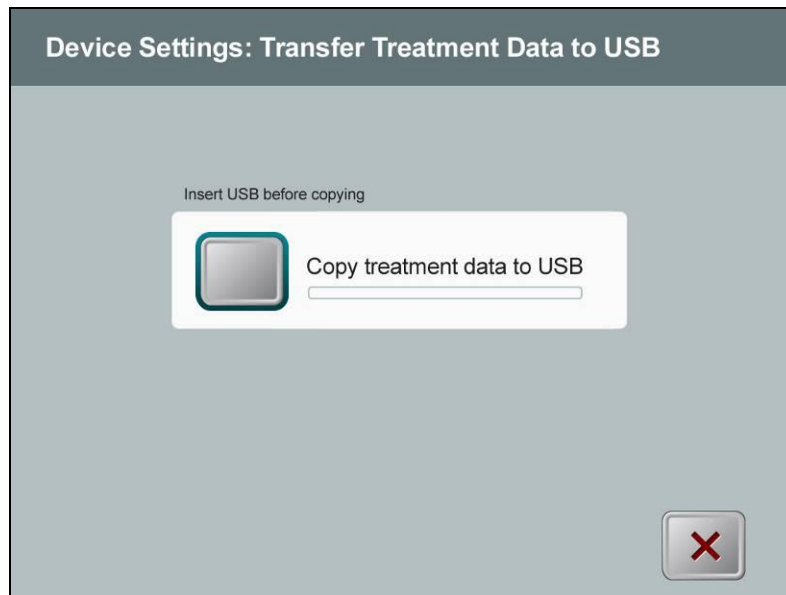 Device Settings: Transfer Treatment Data to USB
Insert USB before copying
Copy treatment data to USB